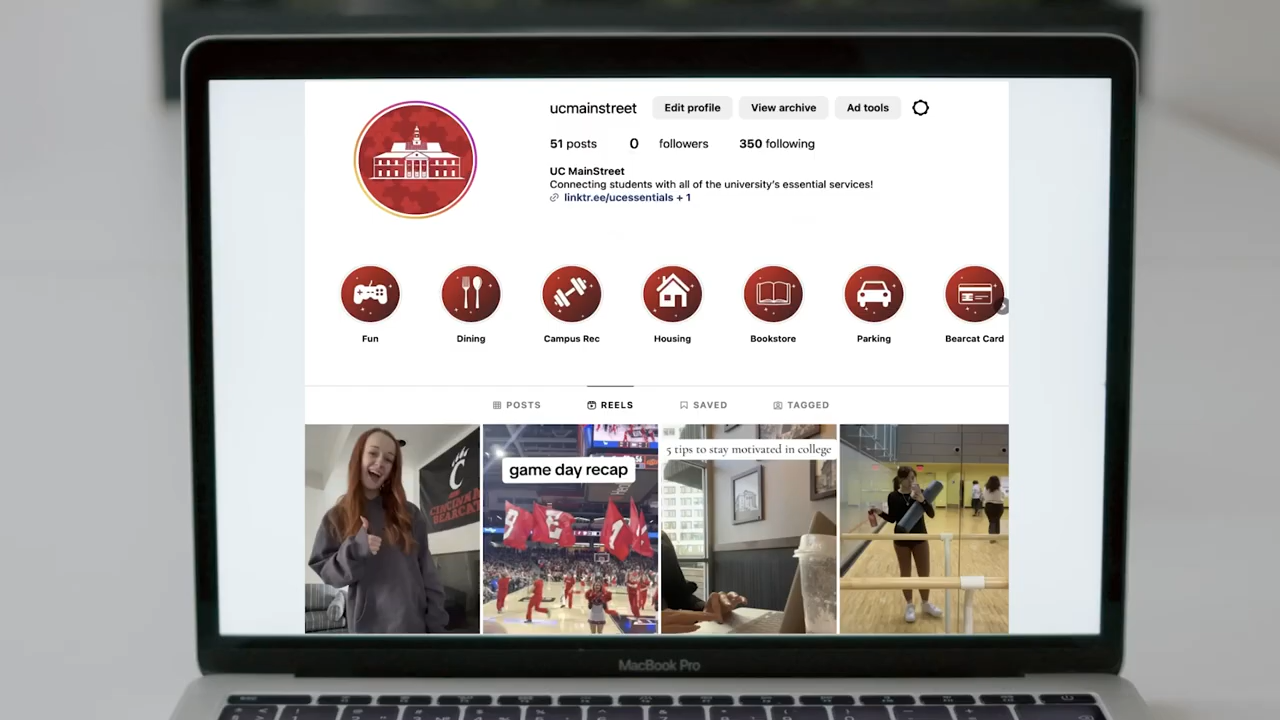 ucmainstreet Edit profile View archive Ad tools
51 posts 0 followers 350 following
UC MainStreet
Connecting students with all of the university's essential services!
linktr.ee/ucessentials + 1
Fun Dining Campus Rec Housing Bookstore Parking Bearcat Card
POSTS REELS SAVED TAGGED
C
CINCINNATI
BEARCATS
game day recap
5 tips to stay motivated in college
MacBook Pro